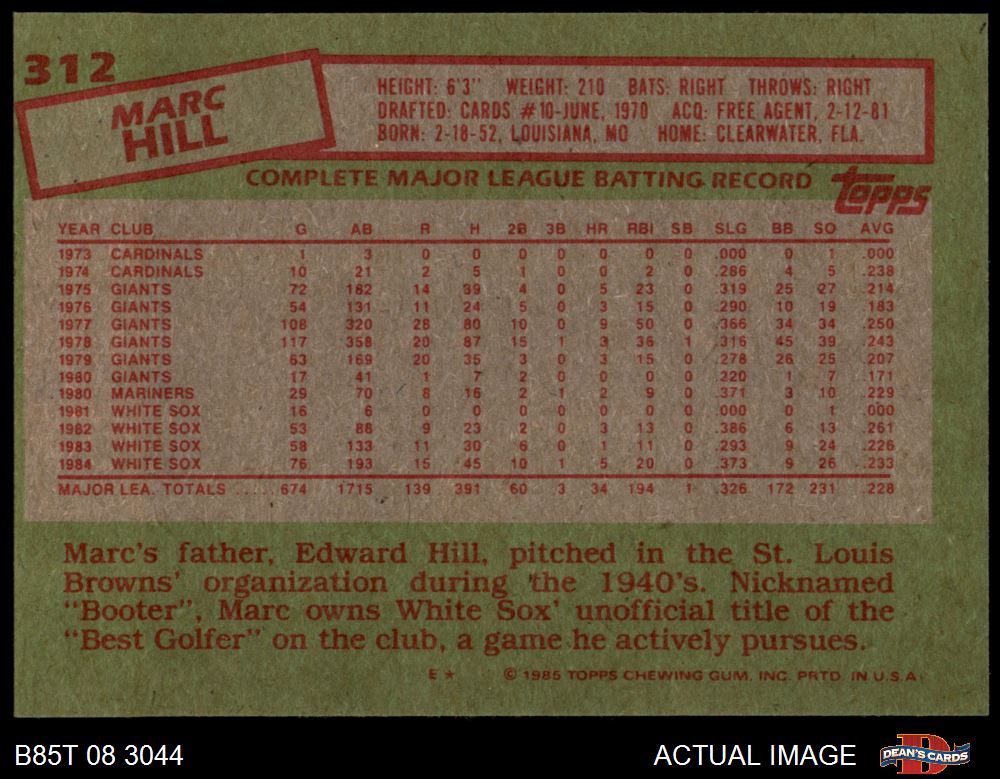 312
MARC
HILL
HEIGHT: 6'3" WEIGHT: 210 BATS: RIGHT THROWS: RIGHT
DRAFTED: CARDS #10-JUNE, 1970 ACQ: FREE AGENT, 2-12-81
BORN: 2-18-52, LOUISIANA, MO HOME: CLEARWATER, FLA.
COMPLETE MAJOR LEAGUE BATTING RECORD topps
YEAR CLUB G AB R H 2B 3B HR RBI SB SLG BB SO AVG
1973 CARDINALS 1 3 0 0 0 0 0 0 0 .000 0 1 .000
1974 CARDINALS 10 21 2 5 1 0 0 2 0 .286 4 5 .238
1975 GIANTS 72 182 14 39 4 0 5 23 0 .319 25 27 .214
1976 GIANTS 54 131 11 24 5 0 3 15 0 .290 10 19 .183
1977 GIANTS 108 320 28 80 10 0 9 50 0 .366 34 34 .250
1978 GIANTS 117 358 20 87 15 1 3 36 1 .316 45 39 .243
1979 GIANTS 63 169 20 35 3 0 3 15 0 .278 26 25 .207
1980 GIANTS 17 41 1 7 2 0 0 0 0 .220 1 7 .171
1980 MARINERS 29 70 8 16 2 1 2 9 0 .371 3 10 .229
1981 WHITE SOX 16 6 0 0 0 0 0 0 0 .000 0 1 .000
1982 WHITE SOX 53 88 9 23 2 0 3 13 0 .386 6 13 .261
1983 WHITE SOX 58 133 11 30 6 0 1 11 0 .293 9 24 .226
1984 WHITE SOX 76 193 15 45 10 1 5 20 0 .373 9 26 .233
MAJOR LEA. TOTALS ..... 674 1715 139 391 60 3 34 194 1 .326 172 231 .228
Marc's father, Edward Hill, pitched in the St. Louis
Browns' organization during the 1940's. Nicknamed
"Booter", Marc owns White Sox' unofficial title of the
"Best Golfer" on the club, a game he actively pursues.
E ★ © 1985 TOPPS CHEWING GUM, INC. PRTD. IN U.S.A.
B85T 08 3044 ACTUAL IMAGE DEAN'S CARDS